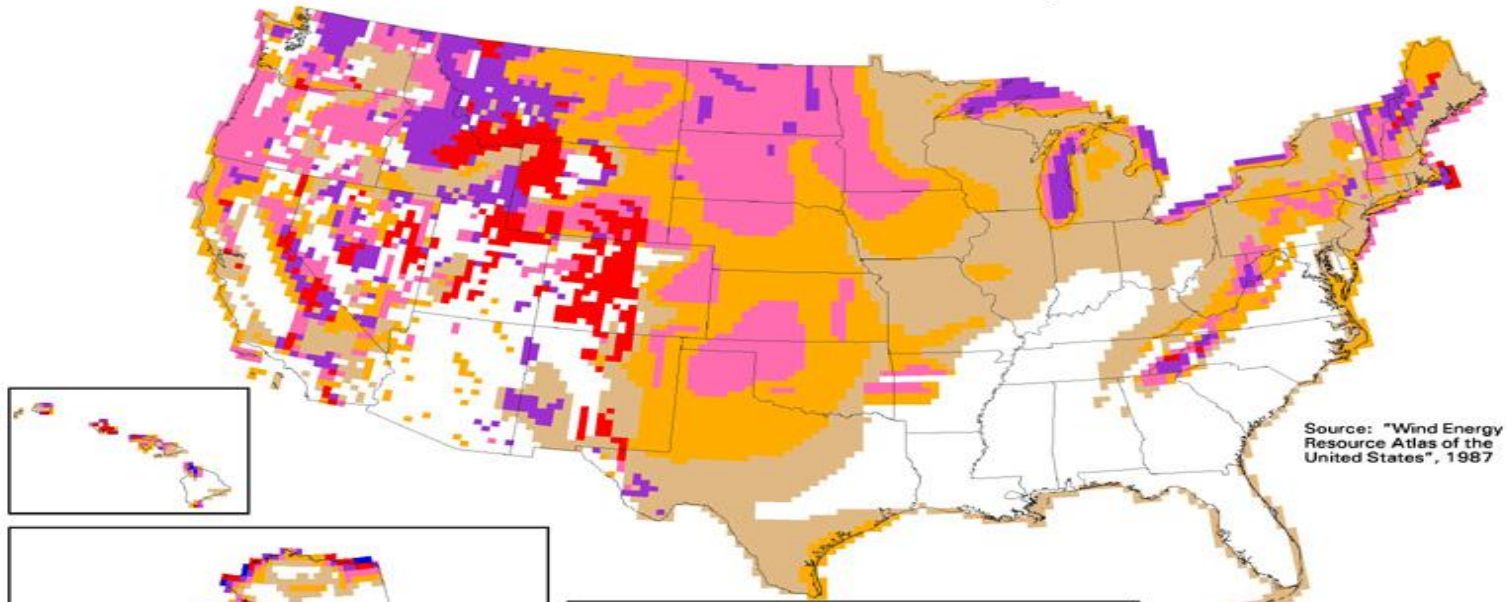 Source: "Wind Energy
Resource Atlas of the
United States", 1987